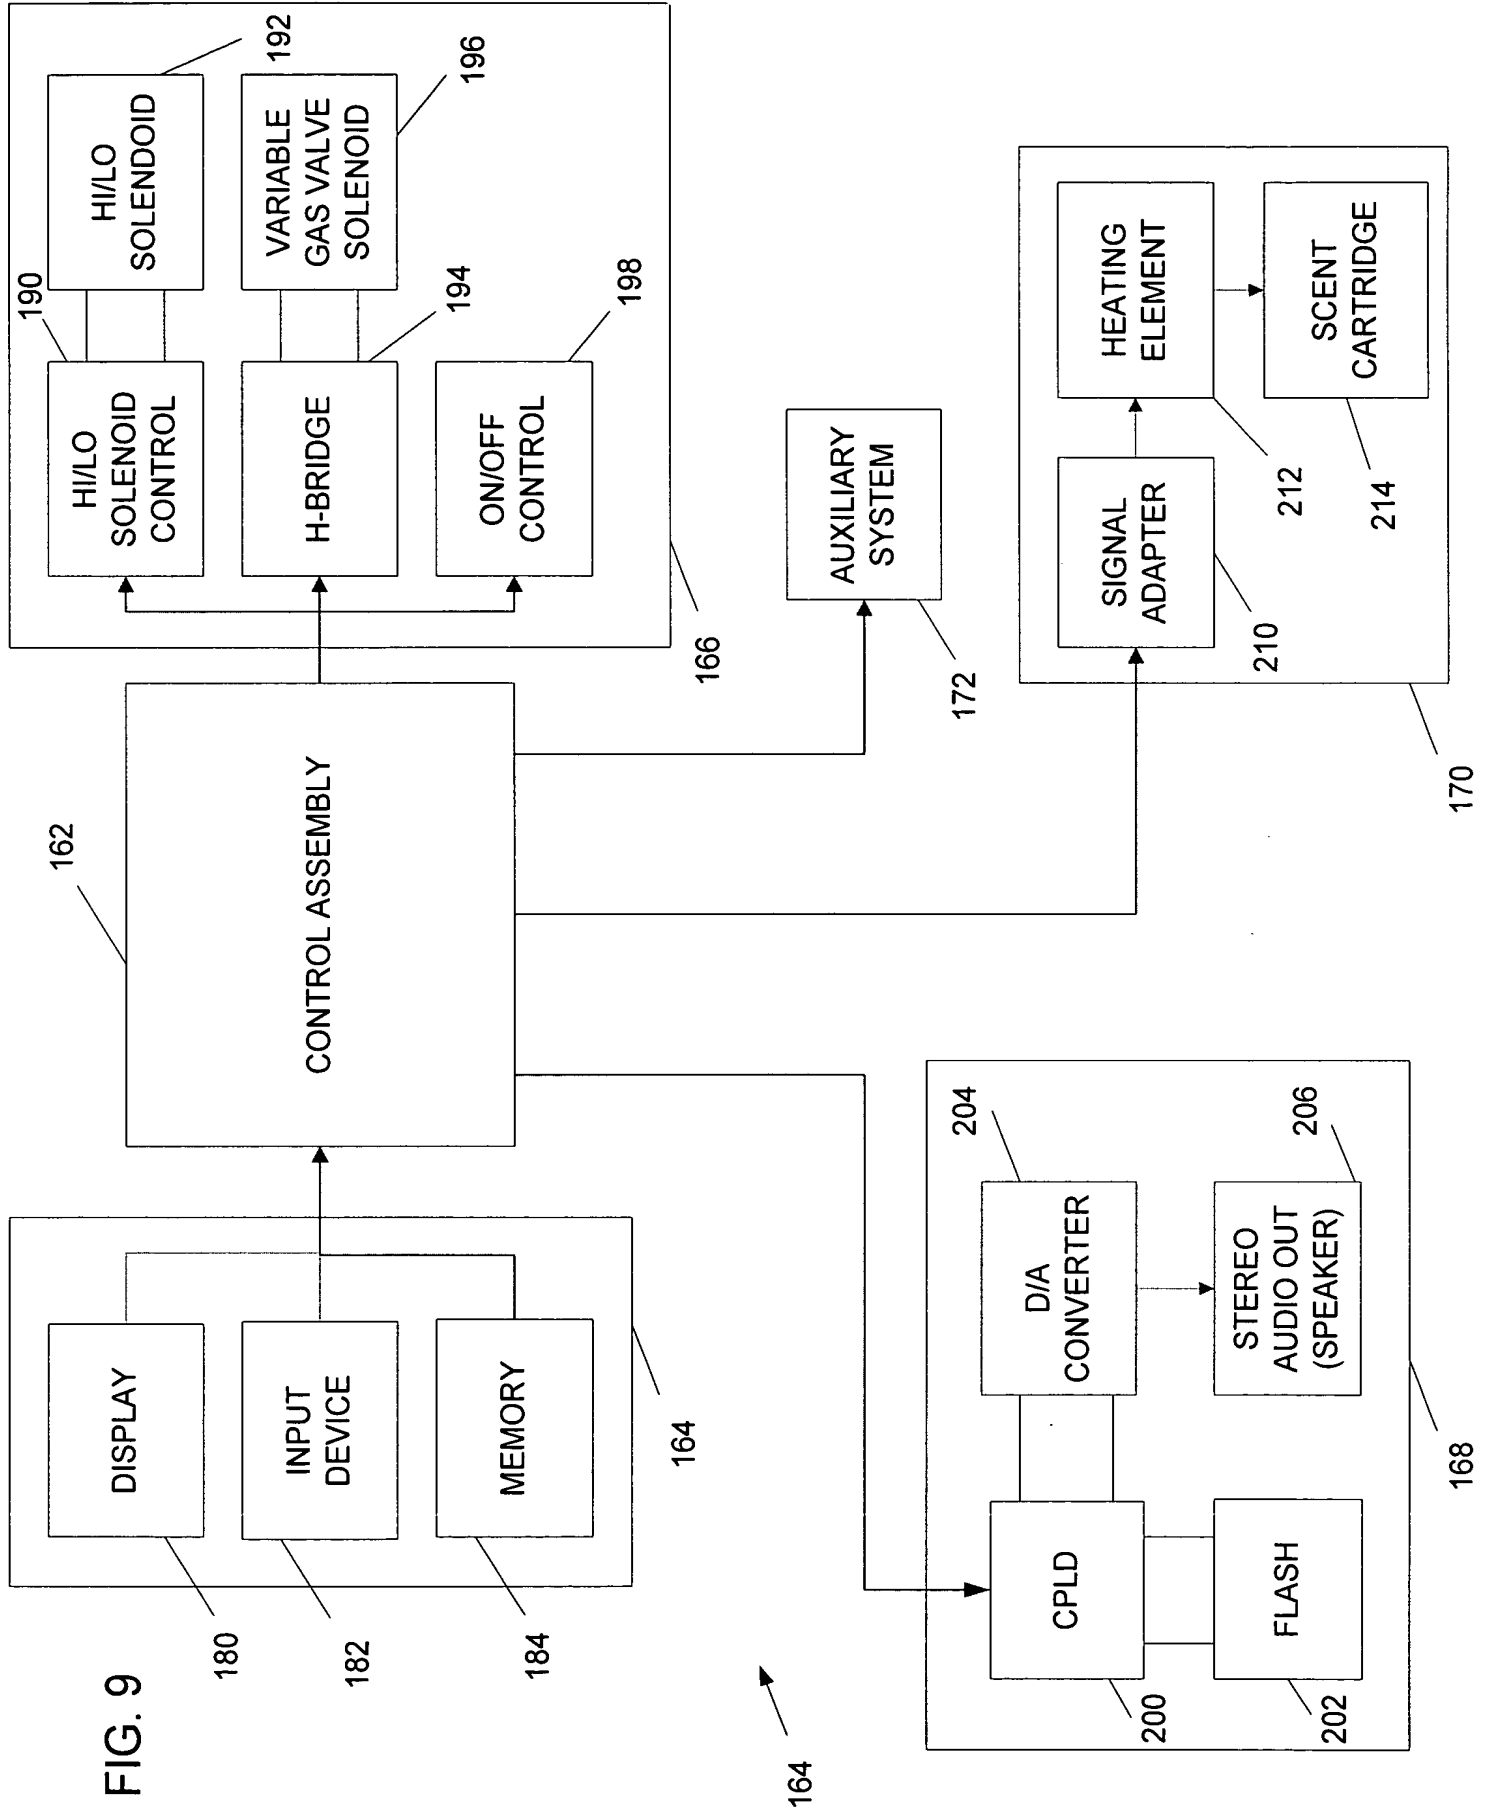 FIG. 9
164
180
DISPLAY
182
INPUT
DEVICE
184
MEMORY
164
162
CONTROL ASSEMBLY
190
HI/LO
SOLENOID
CONTROL
192
HI/LO
SOLENDOID
194
H-BRIDGE
196
VARIABLE
GAS VALVE
SOLENOID
198
ON/OFF
CONTROL
166
AUXILIARY
SYSTEM
172
200
CPLD
204
D/A
CONVERTER
202
FLASH
206
STEREO
AUDIO OUT
(SPEAKER)
168
SIGNAL
ADAPTER
210
HEATING
ELEMENT
212
SCENT
CARTRIDGE
214
170